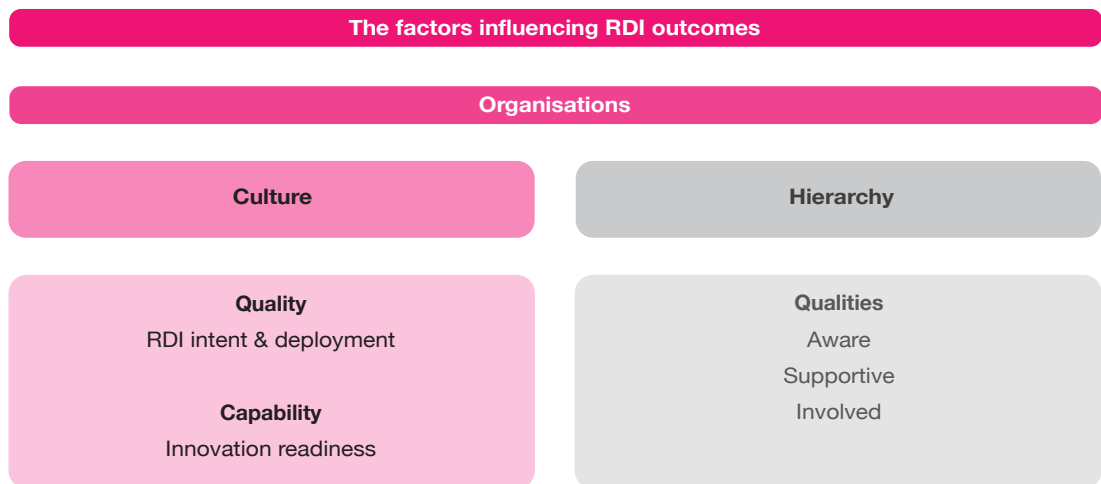 The factors influencing RDI outcomes
Organisations
Culture
Quality
RDI intent & deployment
Capability
Innovation readiness
Hierarchy
Qualities
Aware
Supportive
Involved